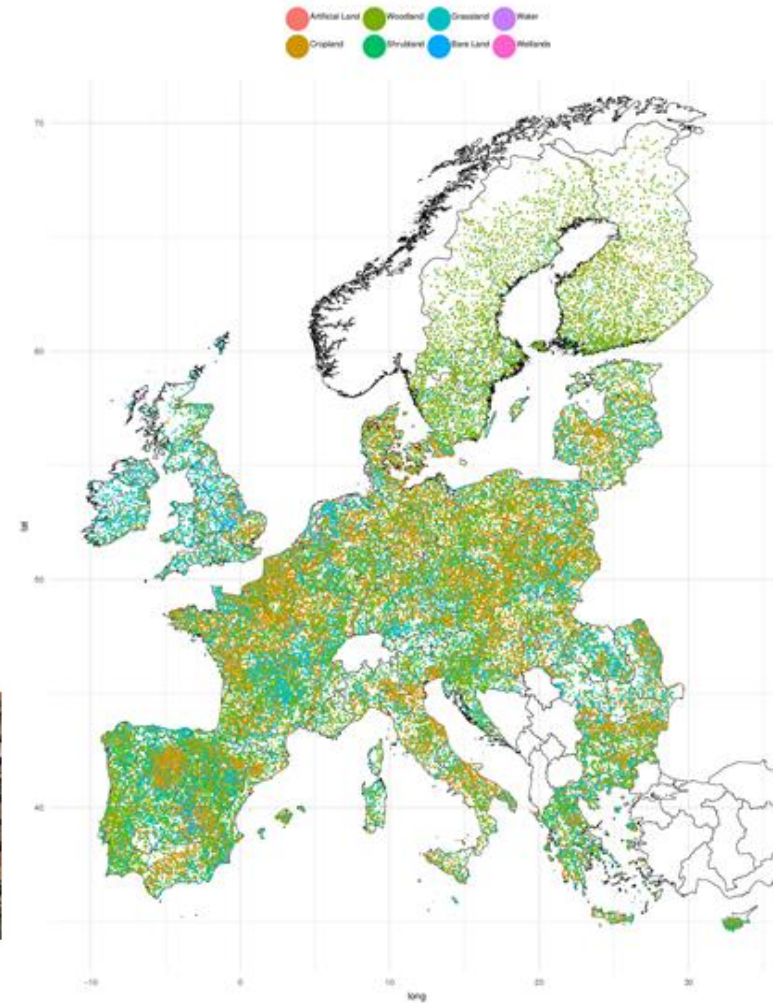 Artificial Land Woodland Grassland Water
Cropland Shrubland Bare Land Wetlands
70
60
lat
50
40
-10 0 10 20 30
long